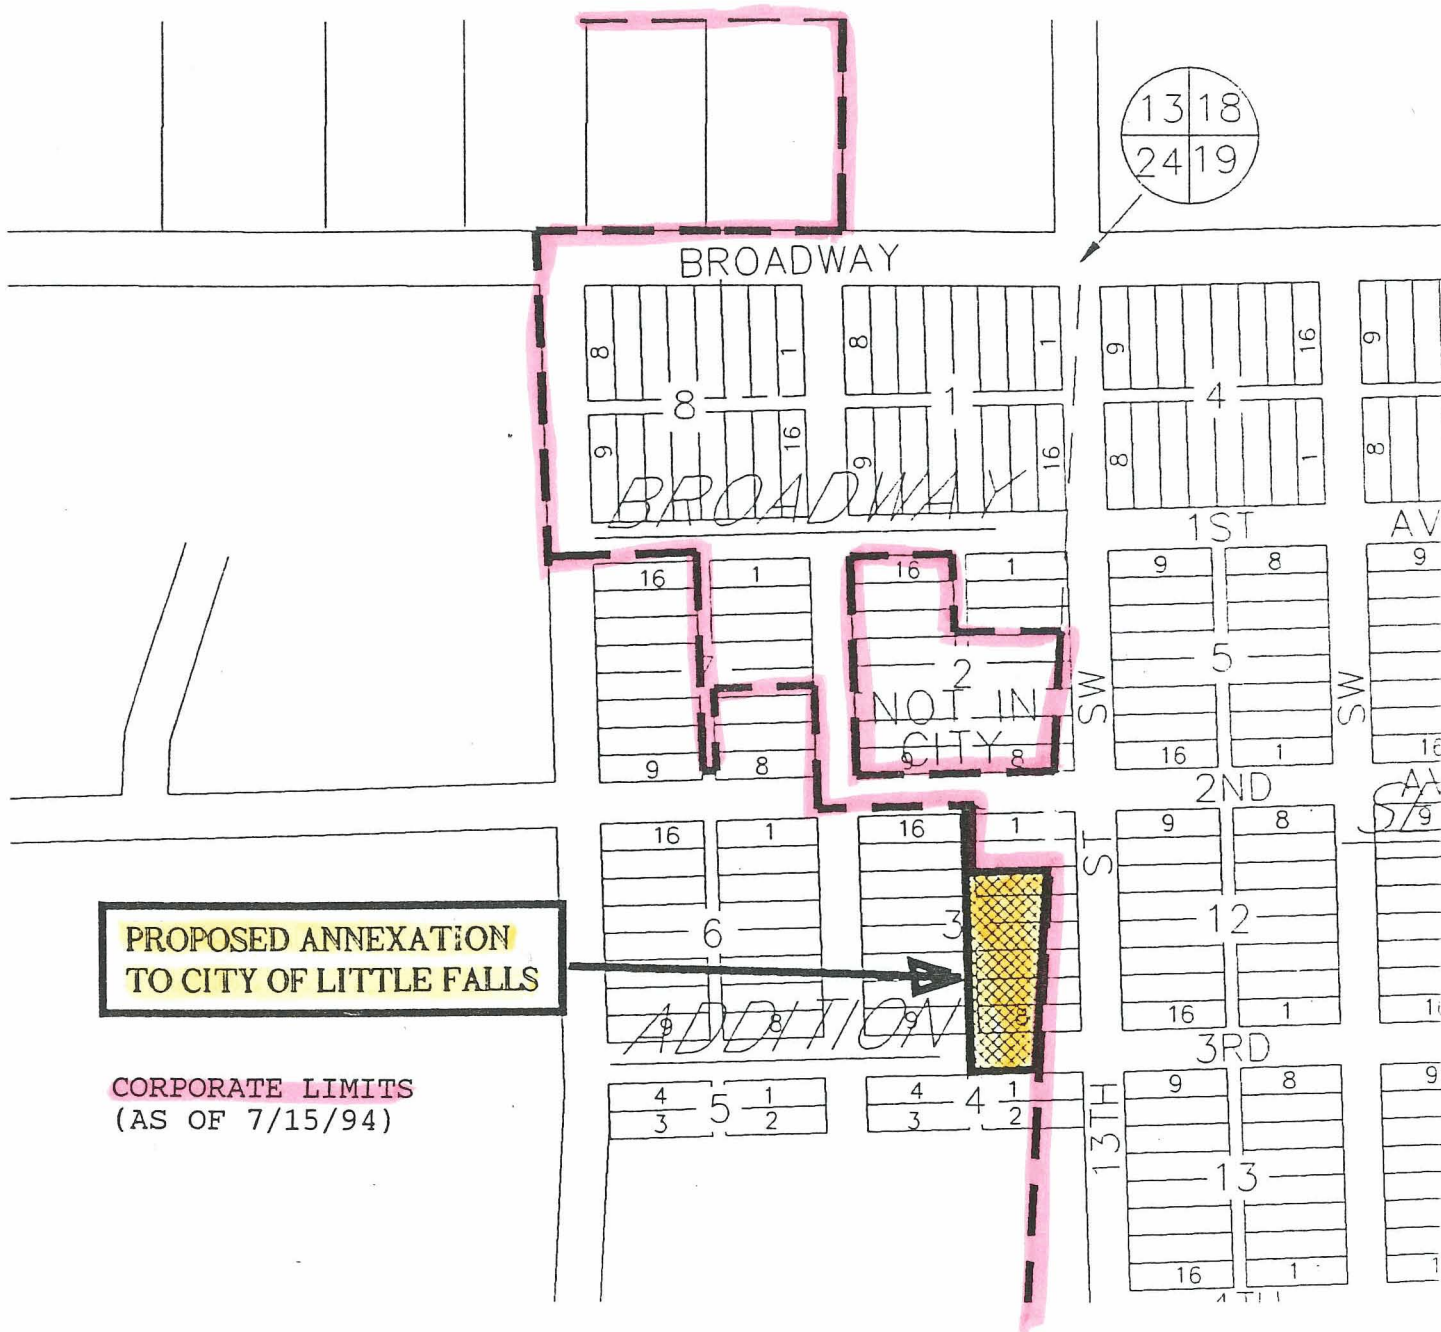 13 18
24 19
BROADWAY
8 1 8 1 9 16 9
8 1 4
9 16 9 16 8 1 8
BROADWAY
1ST AV
16 1 16 1 9 8 9
7 2 5
NOT IN
CITY
SW SW
9 8 9 8 16 1 16
2ND AV
16 1 16 1 9 8 9
ST
6 3 12
PROPOSED ANNEXATION
TO CITY OF LITTLE FALLS
9 8 9 8 16 1
ADDITION
3RD
CORPORATE LIMITS
(AS OF 7/15/94)
4 1 4 1 9 8 9
5 4
3 2 3 2
13TH
13
16 1
4TH